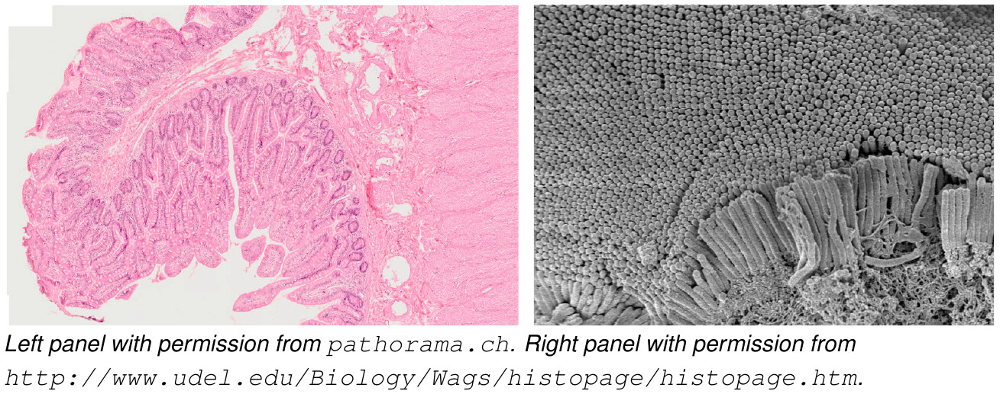 Left panel with permission from pathorama.ch. Right panel with permission from
http://www.udel.edu/Biology/Wags/histopage/histopage.htm.